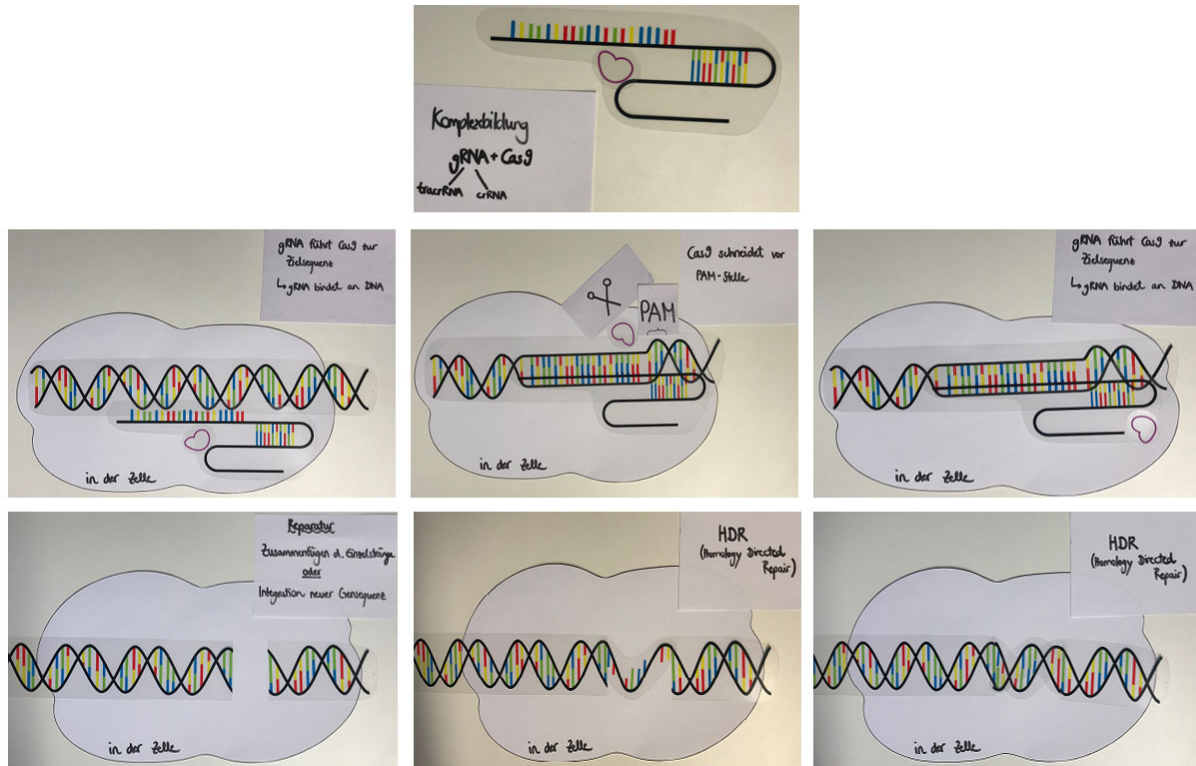 Komplexbildung
gRNA + Cas9
tracrRNA crRNA
gRNA führt Cas9 zur
Zielsequenz
↳ gRNA bindet an DNA
in der Zelle
Cas9 schneidet vor
PAM-Stelle
PAM
in der Zelle
gRNA führt Cas9 zur
Zielsequenz
↳ gRNA bindet an DNA
in der Zelle
Reparatur
Zusammenfügen d. Einzelstränge
oder
Integration neuer Gensequenz
in der Zelle
HDR
(Homology Directed
Repair)
in der Zelle
HDR
(Homology Directed
Repair)
in der Zelle